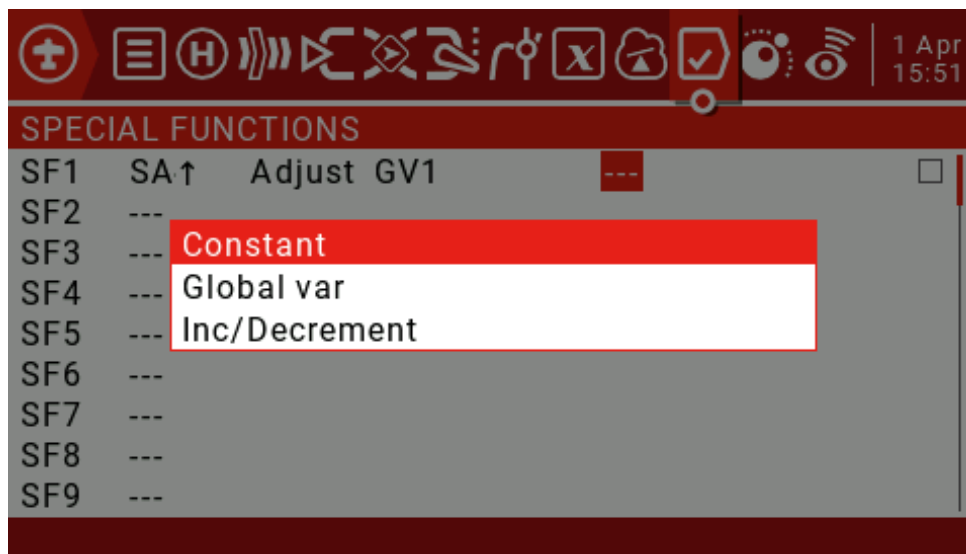 H x 1 Apr
15:51
SPECIAL FUNCTIONS
SF1 SA↑ Adjust GV1 ---
SF2 ---
SF3 --- Constant
SF4 --- Global var
SF5 --- Inc/Decrement
SF6 ---
SF7 ---
SF8 ---
SF9 ---